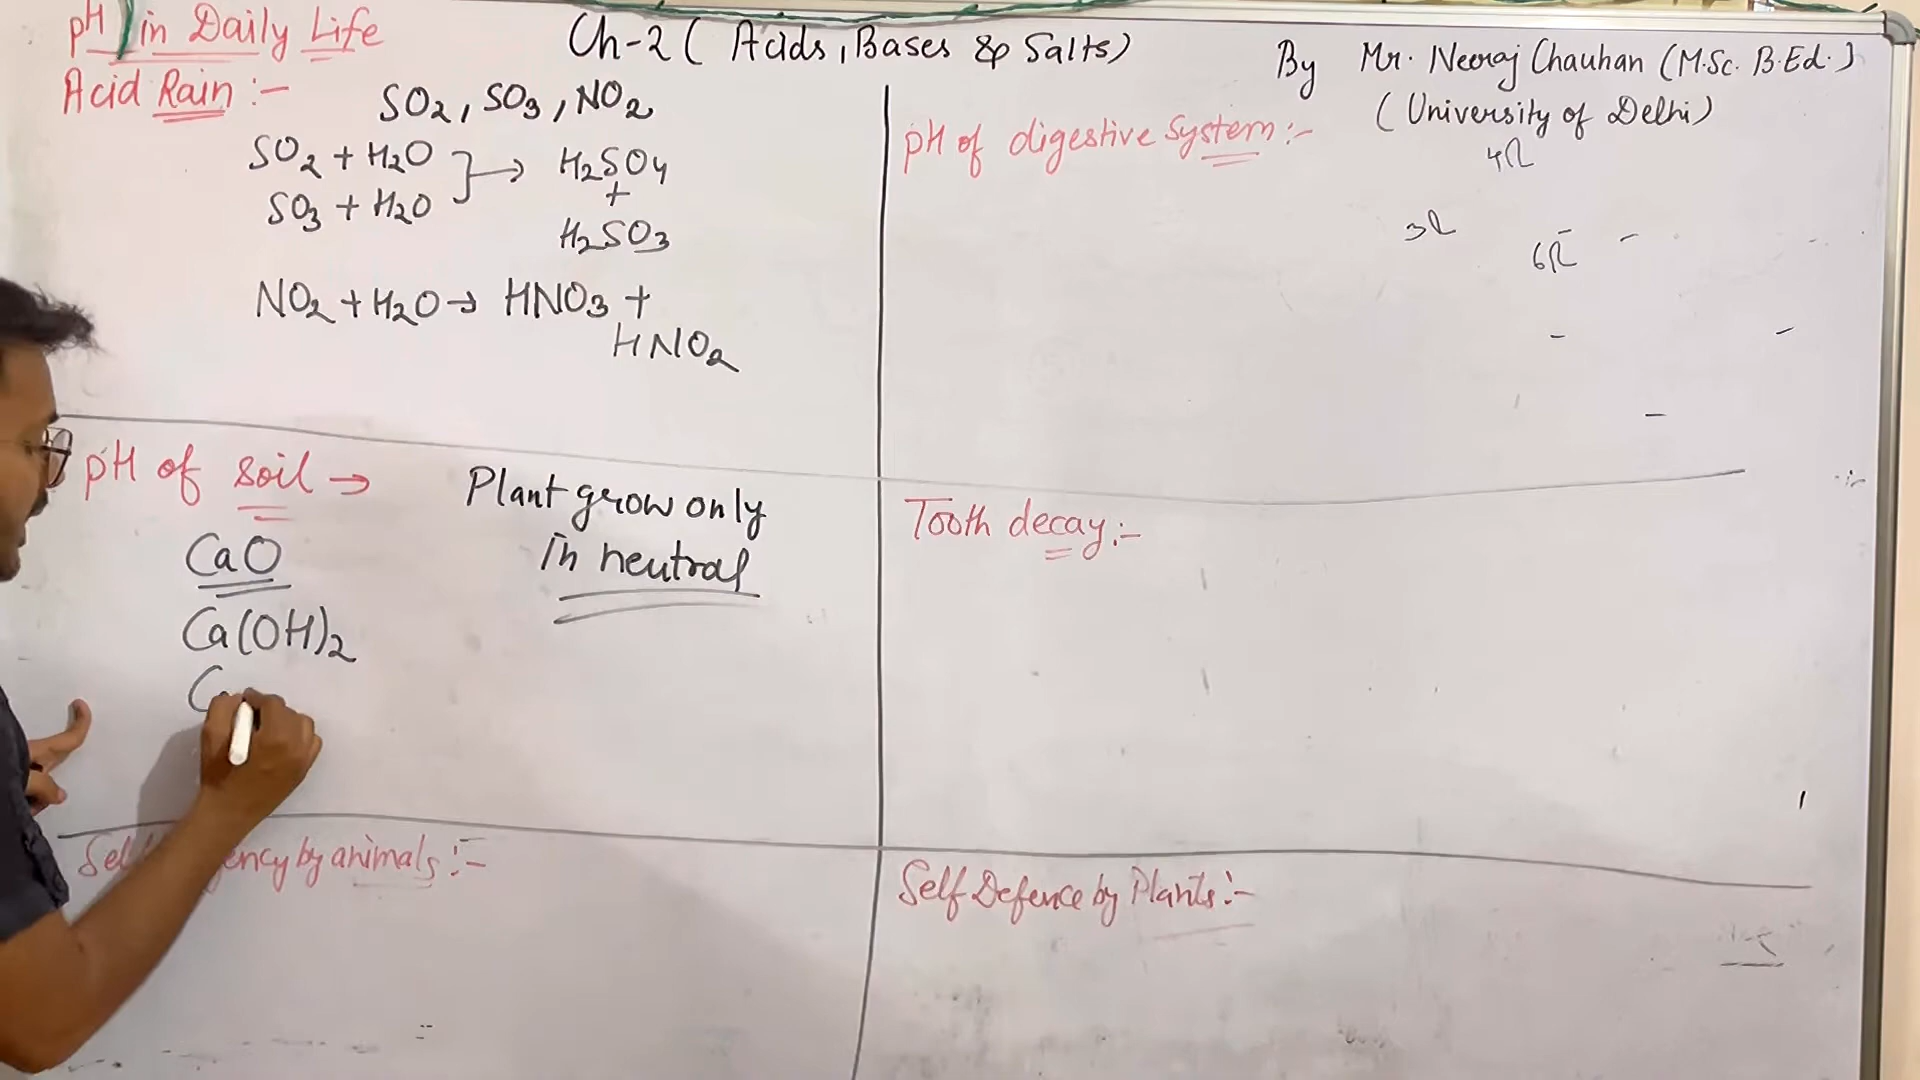 pH in Daily Life
Ch-2 ( Acids, Bases & Salts)
By Mr. Neeraj Chauhan (M.Sc. B.Ed.)
(University of Delhi)
Acid Rain :-
SO2, SO3, NO2
SO2 + H2O
SO3 + H2O
→ H2SO4
+
H2SO3
NO2 + H2O → HNO3 +
HNO2
pH of digestive System :-
4Ω
3Ω
6Ω
pH of soil →
Plant grow only
in neutral
CaO
Ca(OH)2
C
Tooth decay :-
by animals :-
Self Defence by Plants :-